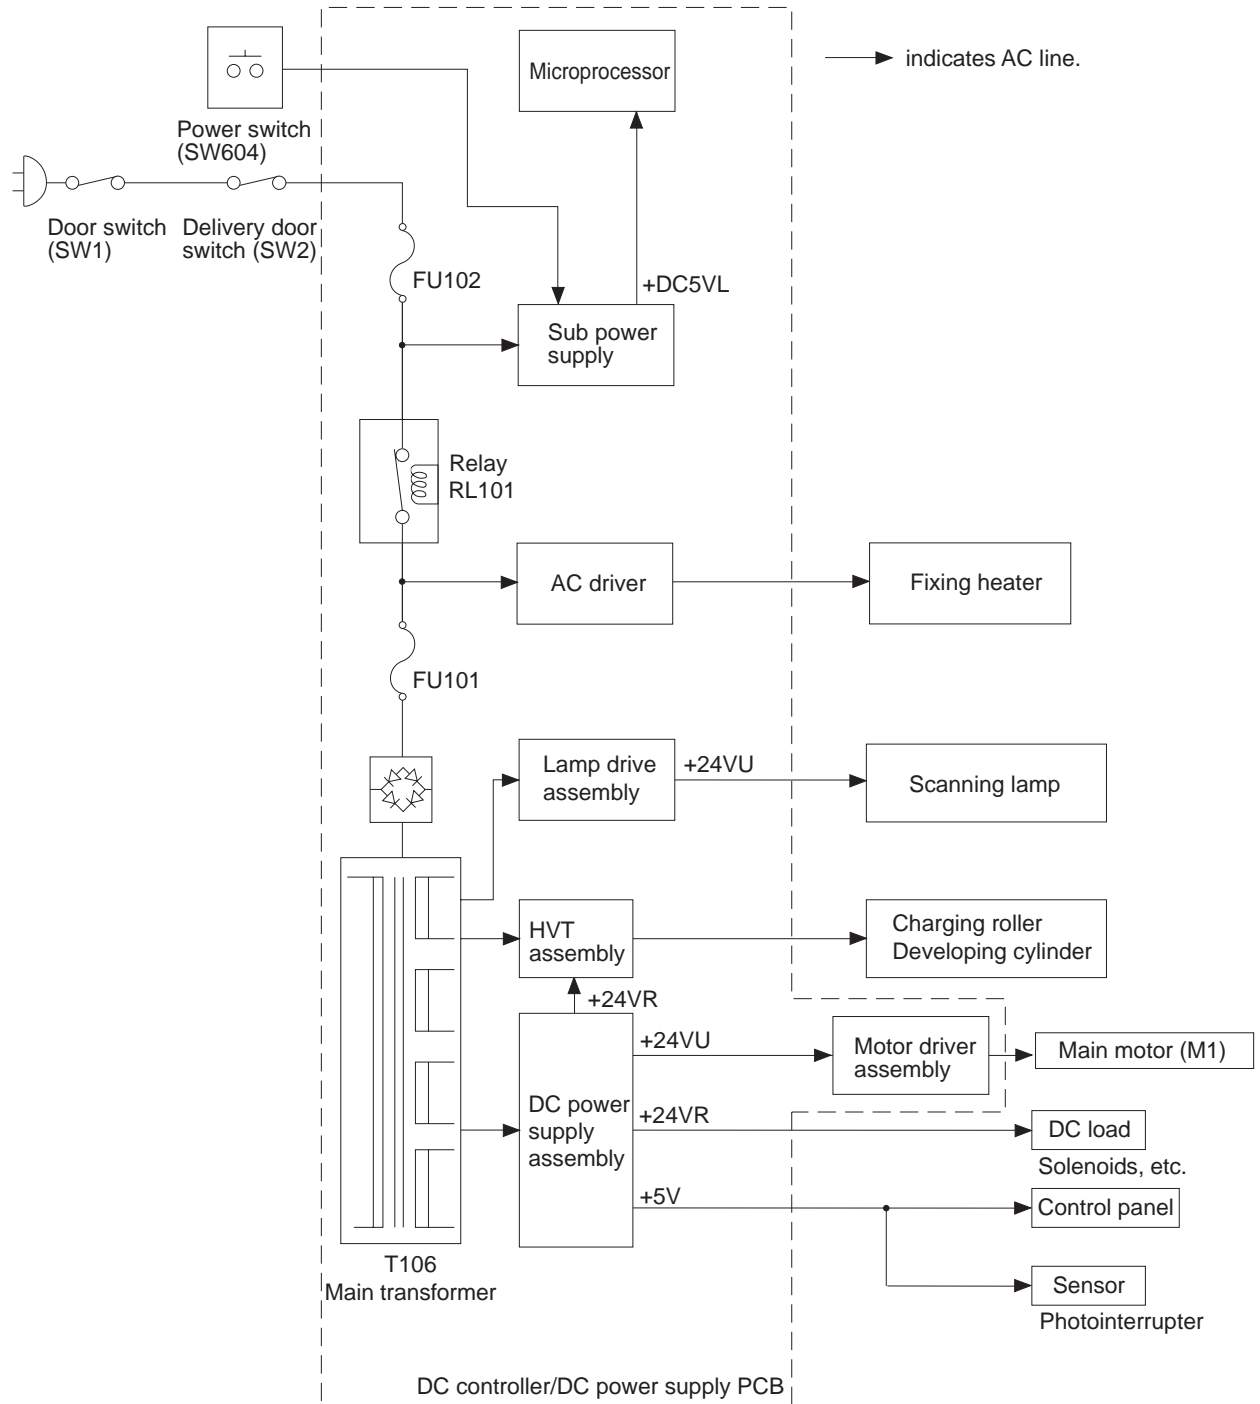 Microprocessor
indicates AC line.
Power switch
(SW604)
Door switch
(SW1)
Delivery door
switch (SW2)
FU102
+DC5VL
Sub power
supply
Relay
RL101
AC driver
Fixing heater
FU101
Lamp drive
assembly
+24VU
Scanning lamp
HVT
assembly
Charging roller
Developing cylinder
+24VR
+24VU
Motor driver
assembly
Main motor (M1)
DC power
supply
assembly
+24VR
DC load
Solenoids, etc.
+5V
Control panel
T106
Main transformer
Sensor
Photointerrupter
DC controller/DC power supply PCB